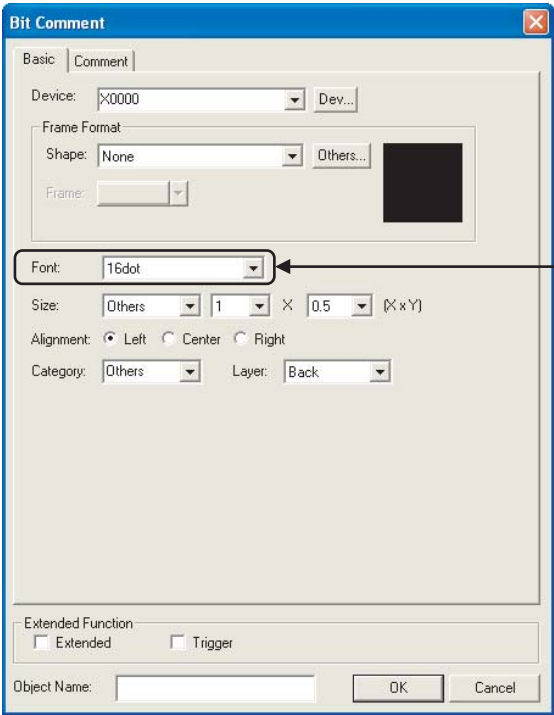 Bit Comment
Basic Comment
Device: X0000 Dev...
Frame Format
Shape: None Others...
Frame:
Font: 16dot
Size: Others 1 X 0.5 (X x Y)
Alignment: Left Center Right
Category: Others Layer: Back
Extended Function
Extended Trigger
Object Name: OK Cancel